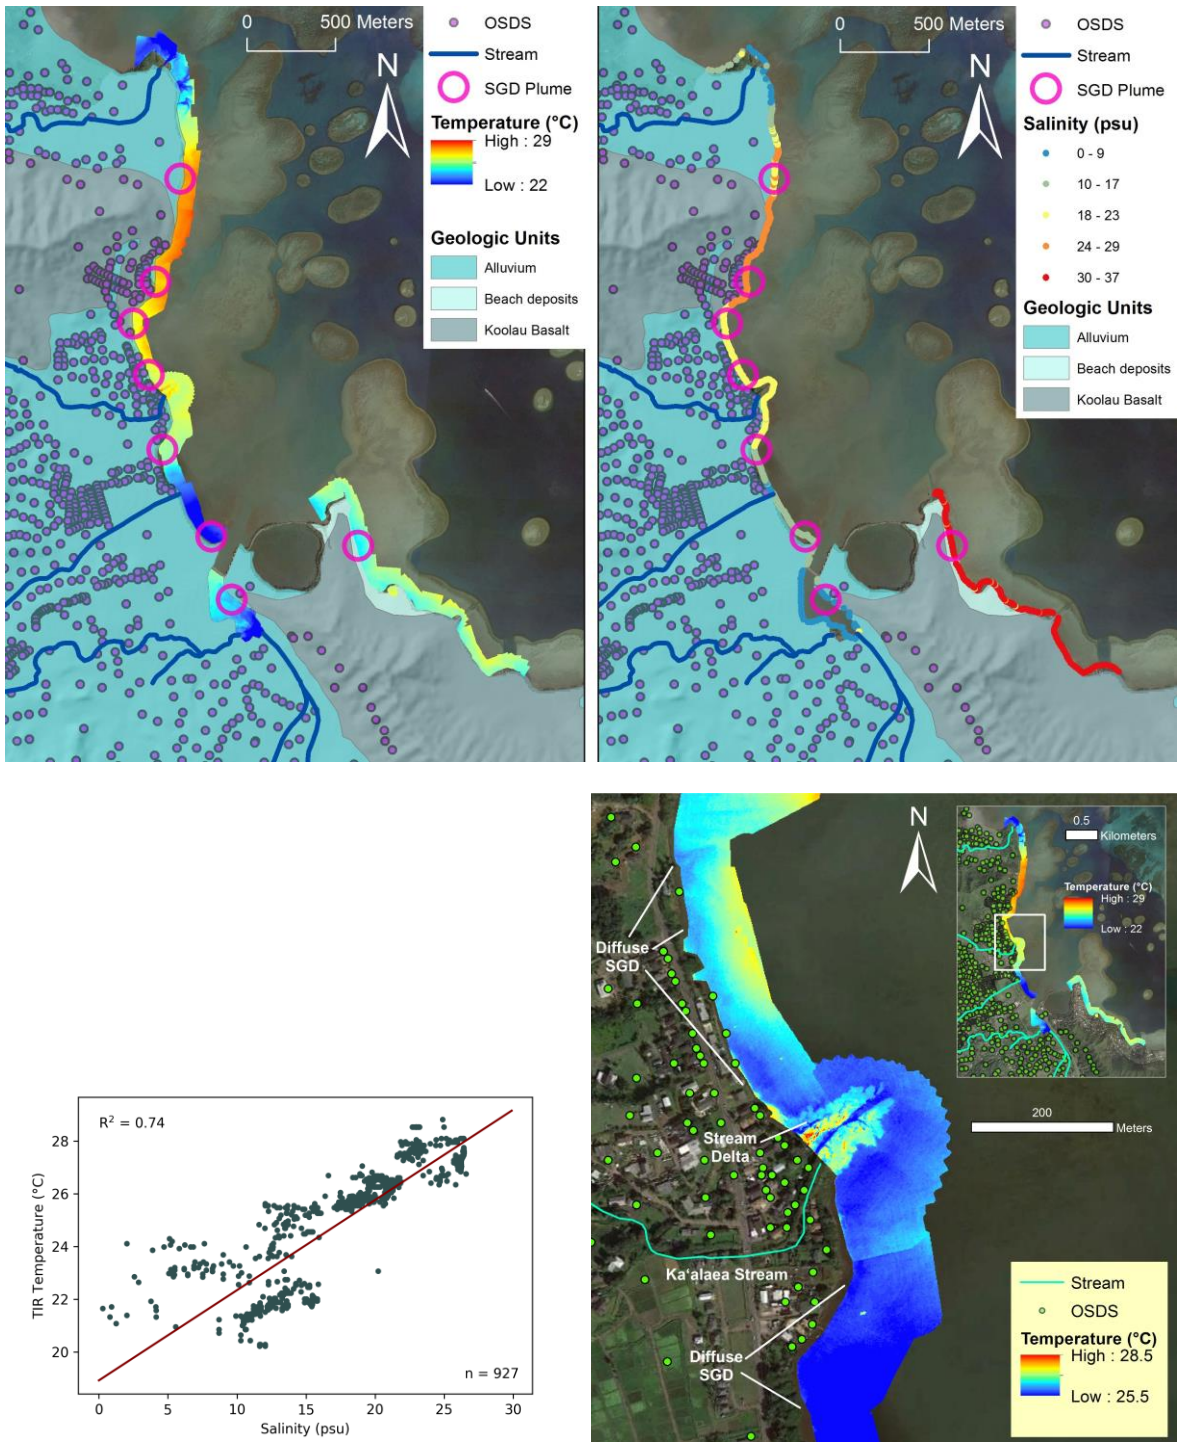 0 500 Meters
N
OSDS
Stream
SGD Plume
Temperature (°C)
High : 29
Low : 22
Geologic Units
Alluvium
Beach deposits
Koolau Basalt
0 500 Meters
N
OSDS
Stream
SGD Plume
Salinity (psu)
0 - 9
10 - 17
18 - 23
24 - 29
30 - 37
Geologic Units
Alluvium
Beach deposits
Koolau Basalt
R² = 0.74
28
26
24
22
20
TIR Temperature (°C)
n = 927
0 5 10 15 20 25 30
Salinity (psu)
N
0.5
Kilometers
Temperature (°C)
High : 29
Low : 22
200
Meters
Diffuse
SGD
Stream
Delta
Ka‘alaea Stream
Diffuse
SGD
Stream
OSDS
Temperature (°C)
High : 28.5
Low : 25.5